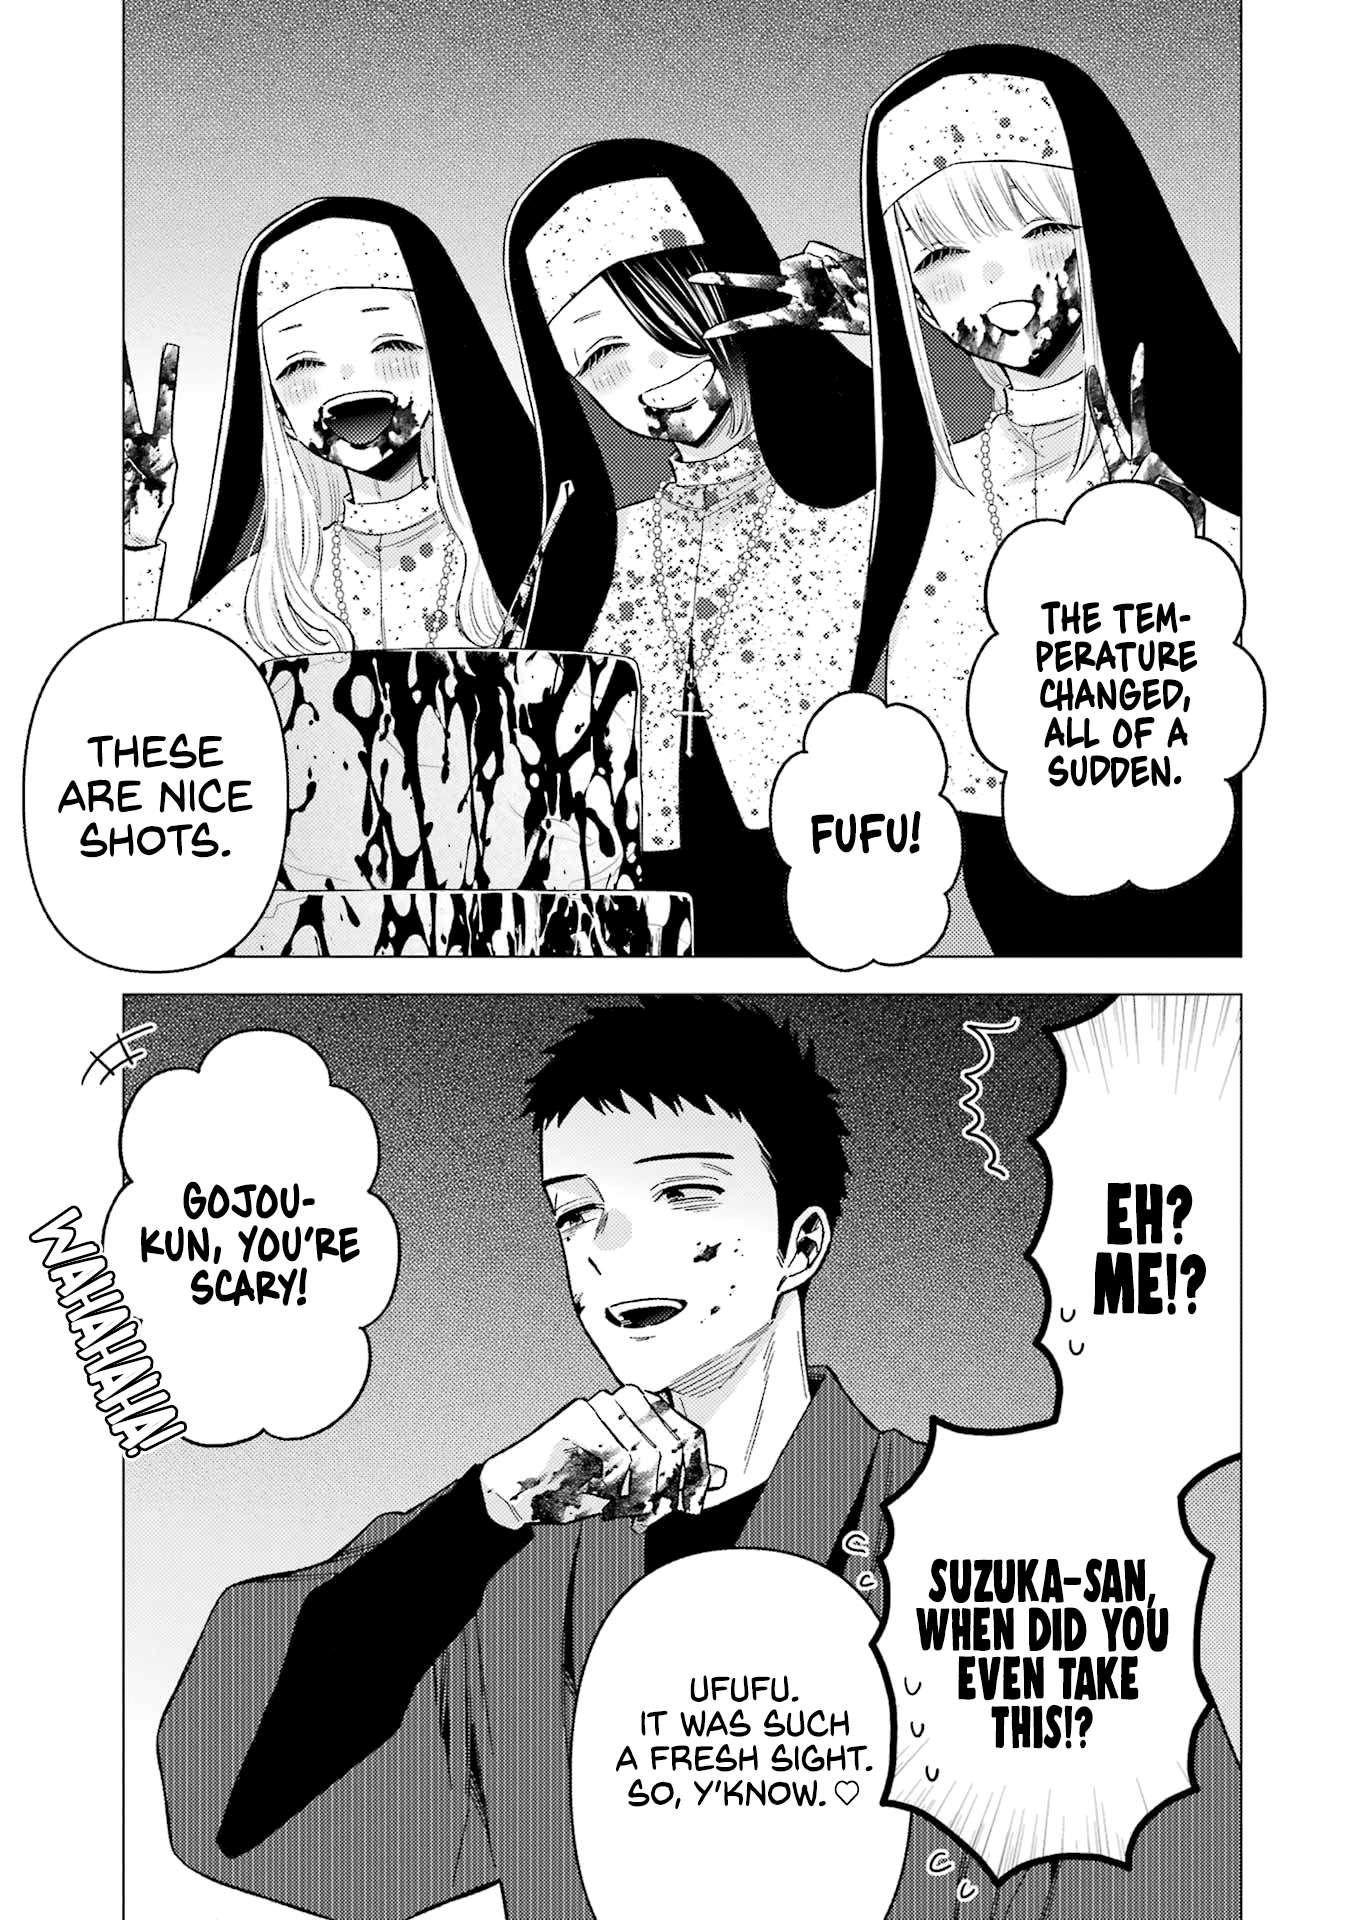 THE TEM-
PERATURE
CHANGED,
ALL OF A
SUDDEN.
FUFU!
THESE
ARE NICE
SHOTS.
EH?
ME!?
SUZUKA-SAN,
WHEN DID YOU
EVEN TAKE
THIS!?
GOJOU-
KUN, YOU'RE
SCARY!
WAHAHAHAHA!
UFUFU.
IT WAS SUCH
A FRESH SIGHT.
SO, Y'KNOW. ♡